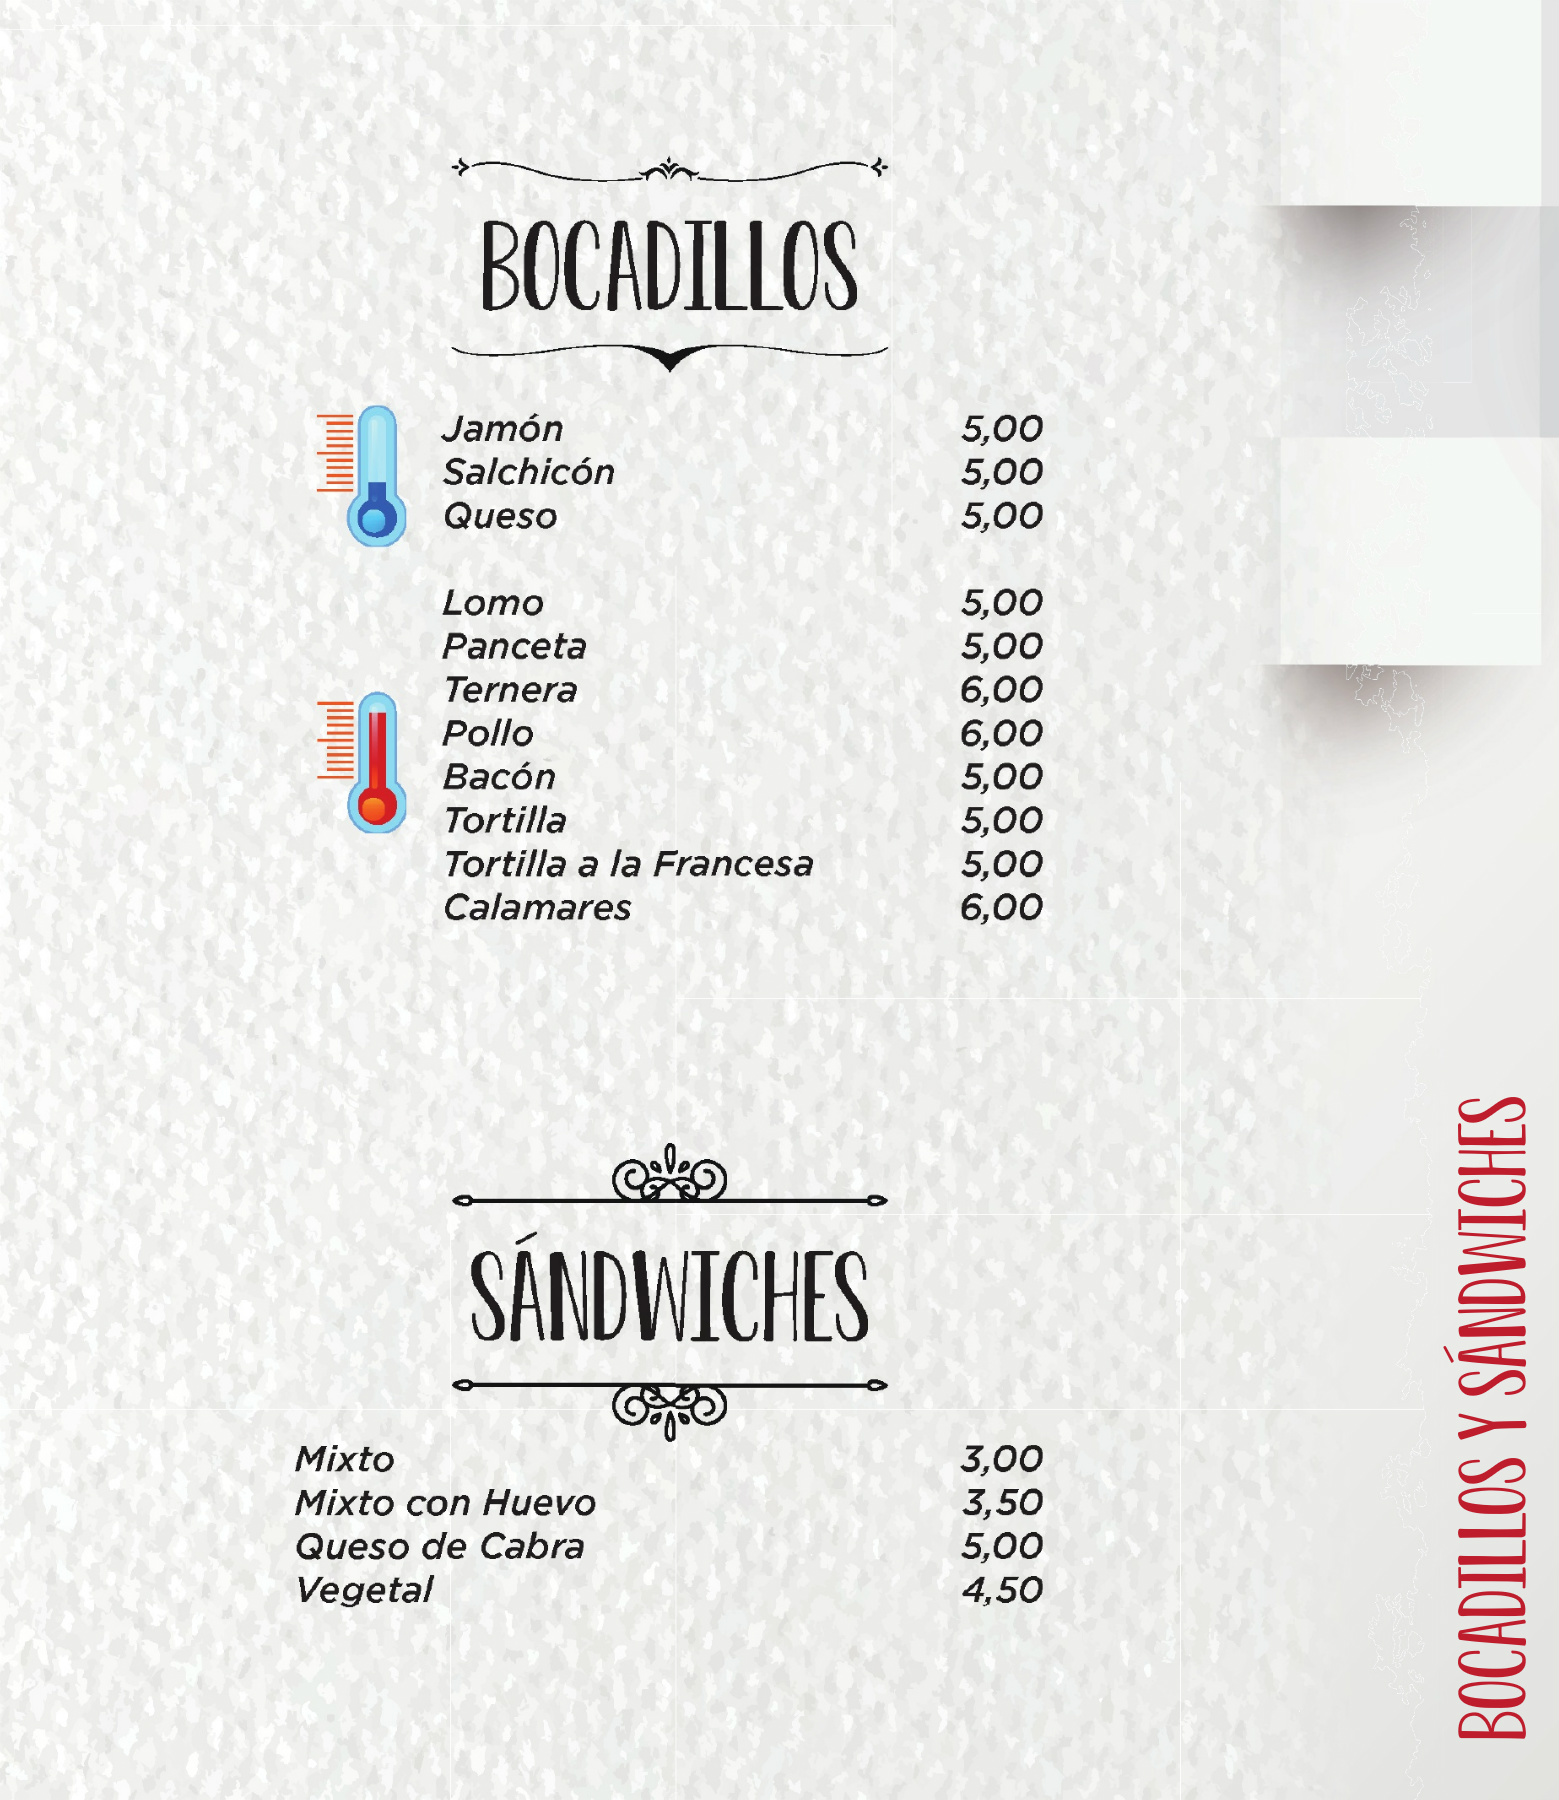 BOCADILLOS
Jamón 5,00
Salchicón 5,00
Queso 5,00
Lomo 5,00
Panceta 5,00
Ternera 6,00
Pollo 6,00
Bacón 5,00
Tortilla 5,00
Tortilla a la Francesa 5,00
Calamares 6,00
SÁNDWICHES
Mixto 3,00
Mixto con Huevo 3,50
Queso de Cabra 5,00
Vegetal 4,50
BOCADILLOS Y SÁNDWICHES